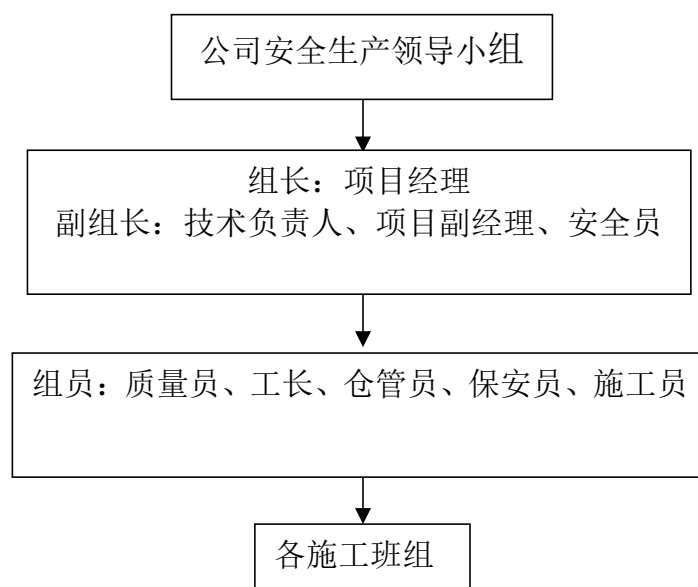 公司安全生产领导小组
组长：项目经理
副组长：技术负责人、项目副经理、安全员
组员：质量员、工长、仓管员、保安员、施工员
各施工班组